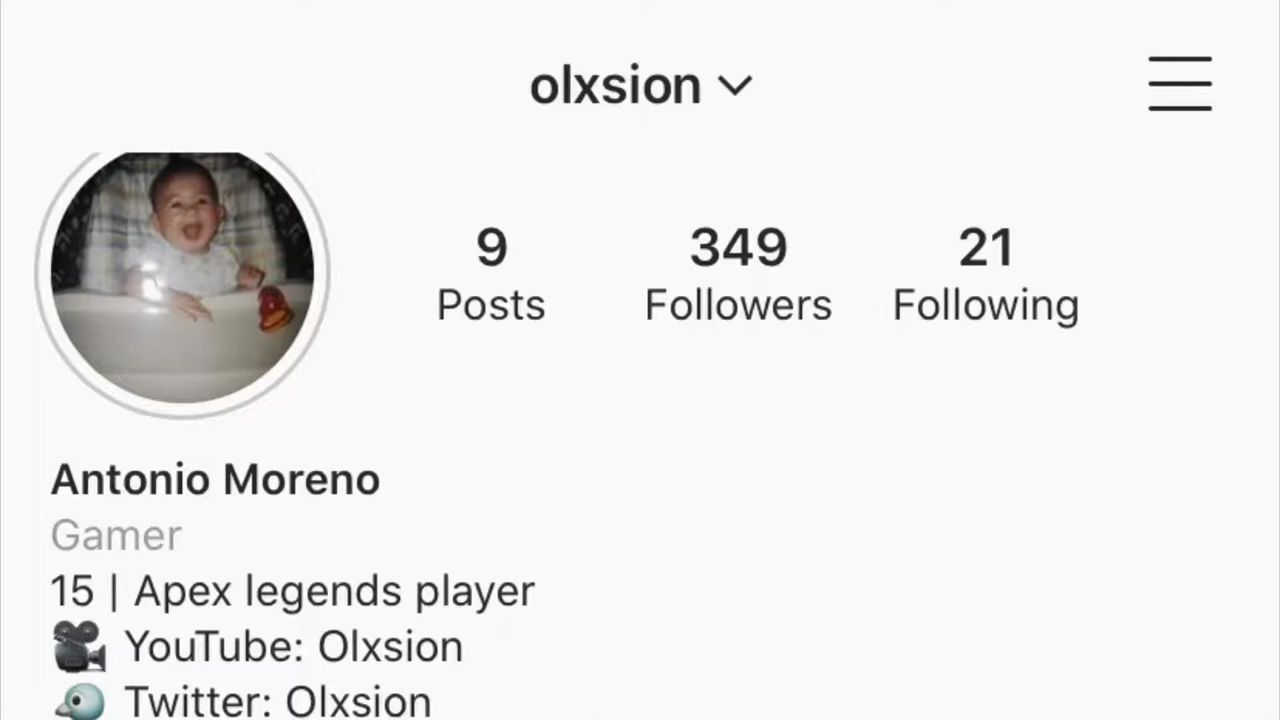 olxsion
9 349 21
Posts Followers Following
Antonio Moreno
Gamer
15 | Apex legends player
🎥 YouTube: Olxsion
🐦 Twitter: Olxsion